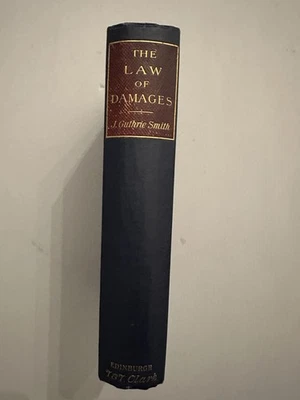 THE
LAW
OF
DAMAGES
J. Guthrie Smith
EDINBURGH
T & T. Clark